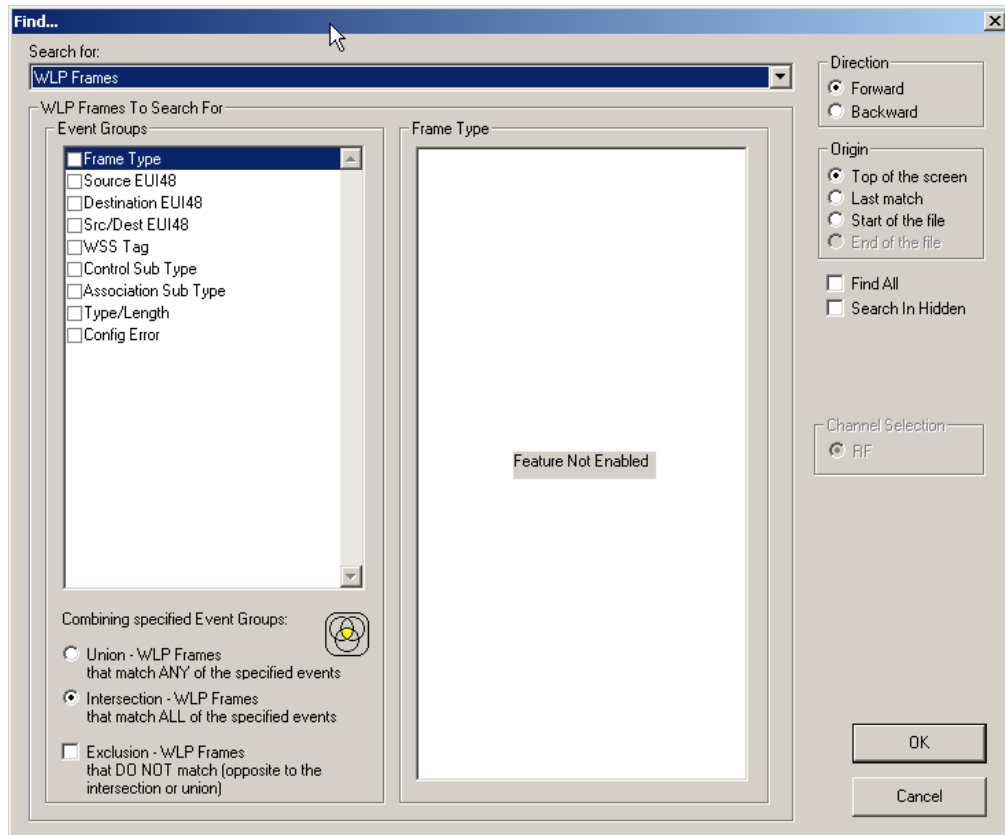 Find...
Search for:
WLP Frames
WLP Frames To Search For
Event Groups
Frame Type
Source EUI48
Destination EUI48
Src/Dest EUI48
WSS Tag
Control Sub Type
Association Sub Type
Type/Length
Config Error
Combining specified Event Groups:
Union - WLP Frames
that match ANY of the specified events
Intersection - WLP Frames
that match ALL of the specified events
Exclusion - WLP Frames
that DO NOT match (opposite to the
intersection or union)
Frame Type
Feature Not Enabled
Direction
Forward
Backward
Origin
Top of the screen
Last match
Start of the file
End of the file
Find All
Search In Hidden
Channel Selection
RF
OK
Cancel